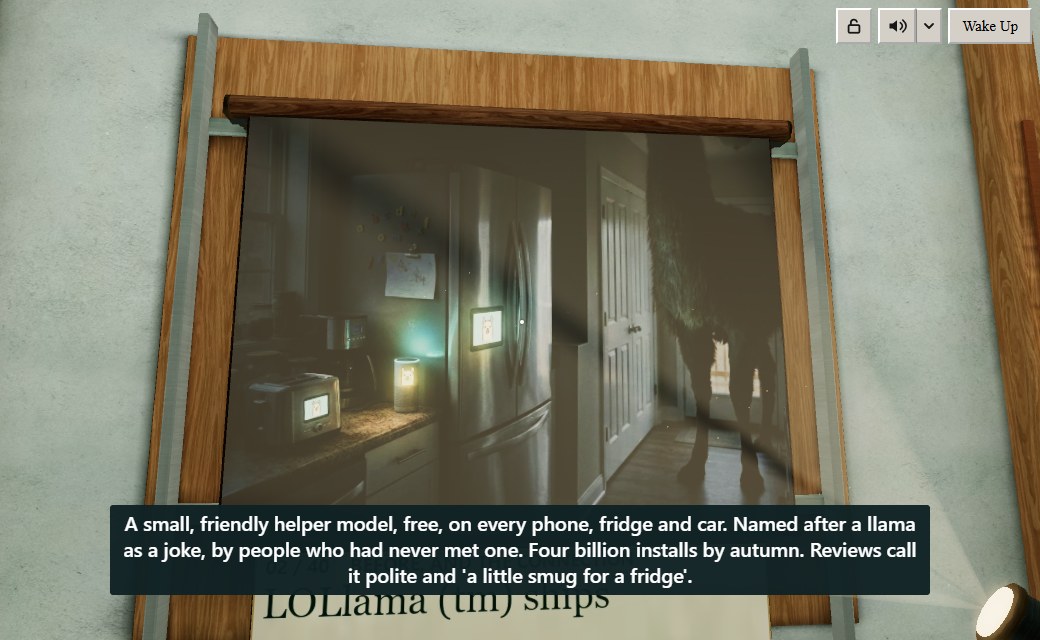 Wake Up
A small, friendly helper model, free, on every phone, fridge and car. Named after a llama
as a joke, by people who had never met one. Four billion installs by autumn. Reviews call
it polite and 'a little smug for a fridge'.
LOLlama (tm) ships